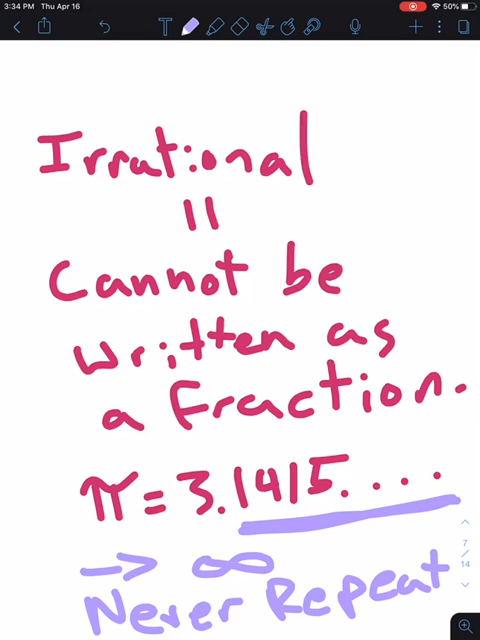 3:34 PM Thu Apr 16
50%
T
Irrational
=
Cannot be
written as
a fraction.
π = 3.1415. . . .
→ ∞
Never Repeat
7
/
14